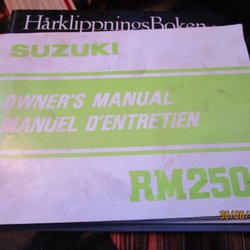 HårklippningsBoken
SUZUKI
OWNER'S MANUAL
MANUEL D'ENTRETIEN
RM250